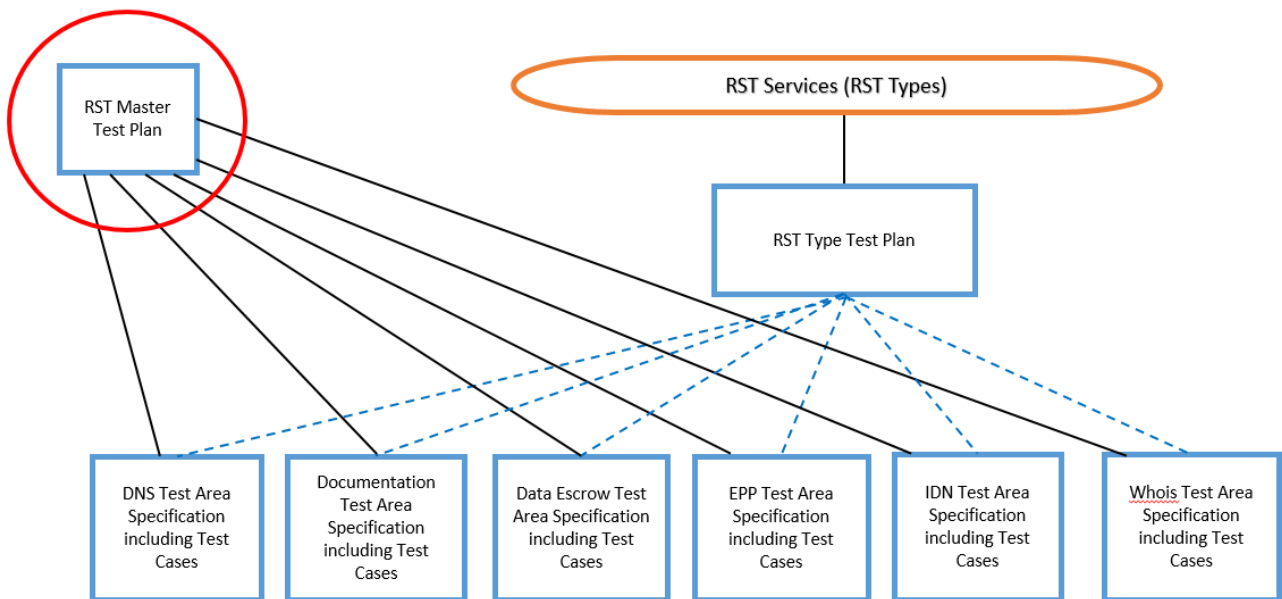 RST Master
Test Plan
RST Services (RST Types)
RST Type Test Plan
DNS Test Area
Specification
including Test
Cases
Documentation
Test Area
Specification
including Test
Cases
Data Escrow Test
Area Specification
including Test
Cases
EPP Test Area
Specification
including Test
Cases
IDN Test Area
Specification
including Test
Cases
Whois Test Area
Specification
including Test
Cases